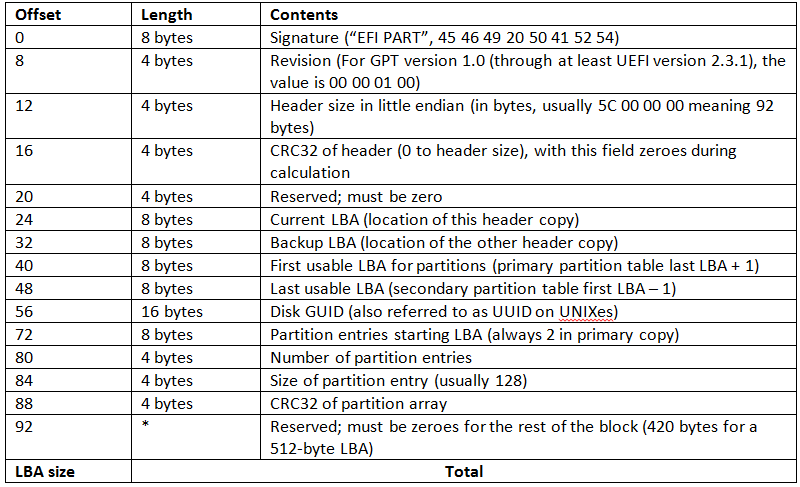 Offset Length Contents
0 8 bytes Signature (“EFI PART”, 45 46 49 20 50 41 52 54)
8 4 bytes Revision (For GPT version 1.0 (through at least UEFI version 2.3.1), the
value is 00 00 01 00)
12 4 bytes Header size in little endian (in bytes, usually 5C 00 00 00 meaning 92
bytes)
16 4 bytes CRC32 of header (0 to header size), with this field zeroes during
calculation
20 4 bytes Reserved; must be zero
24 8 bytes Current LBA (location of this header copy)
32 8 bytes Backup LBA (location of the other header copy)
40 8 bytes First usable LBA for partitions (primary partition table last LBA + 1)
48 8 bytes Last usable LBA (secondary partition table first LBA – 1)
56 16 bytes Disk GUID (also referred to as UUID on UNIXes)
72 8 bytes Partition entries starting LBA (always 2 in primary copy)
80 4 bytes Number of partition entries
84 4 bytes Size of partition entry (usually 128)
88 4 bytes CRC32 of partition array
92 * Reserved; must be zeroes for the rest of the block (420 bytes for a
512-byte LBA)
LBA size Total